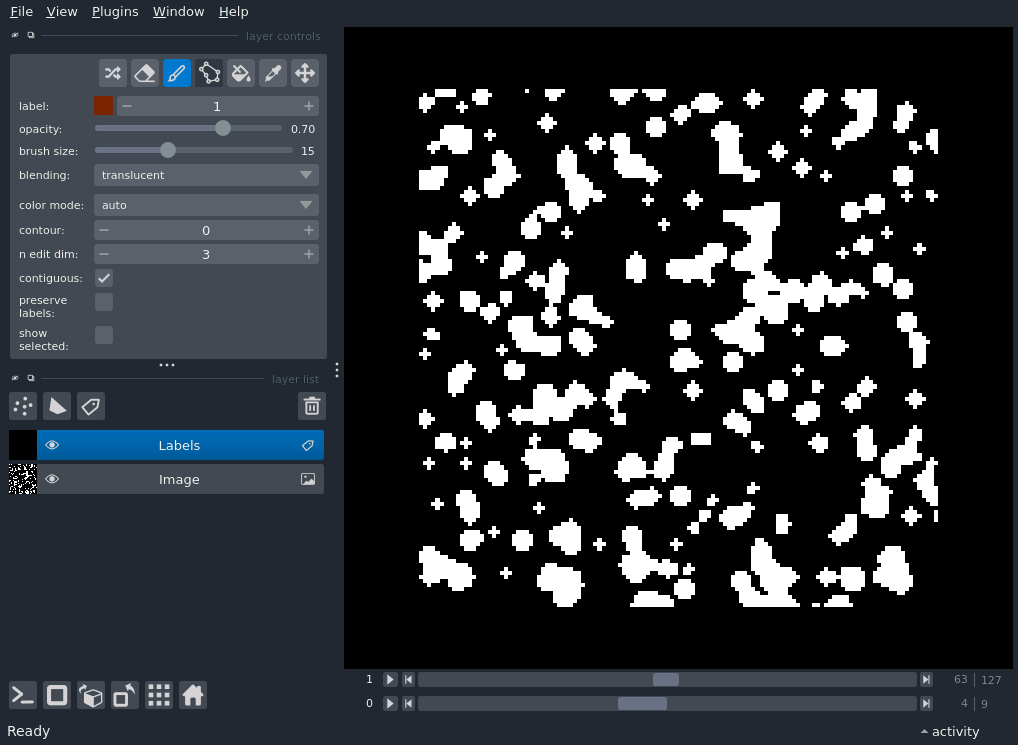 File View Plugins Window Help
layer controls
label: 1
opacity: 0.70
brush size: 15
blending: translucent
color mode: auto
contour: 0
n edit dim: 3
contiguous:
preserve
labels:
show
selected:
layer list
Labels
Image
1 63 127
0 4 9
Ready activity